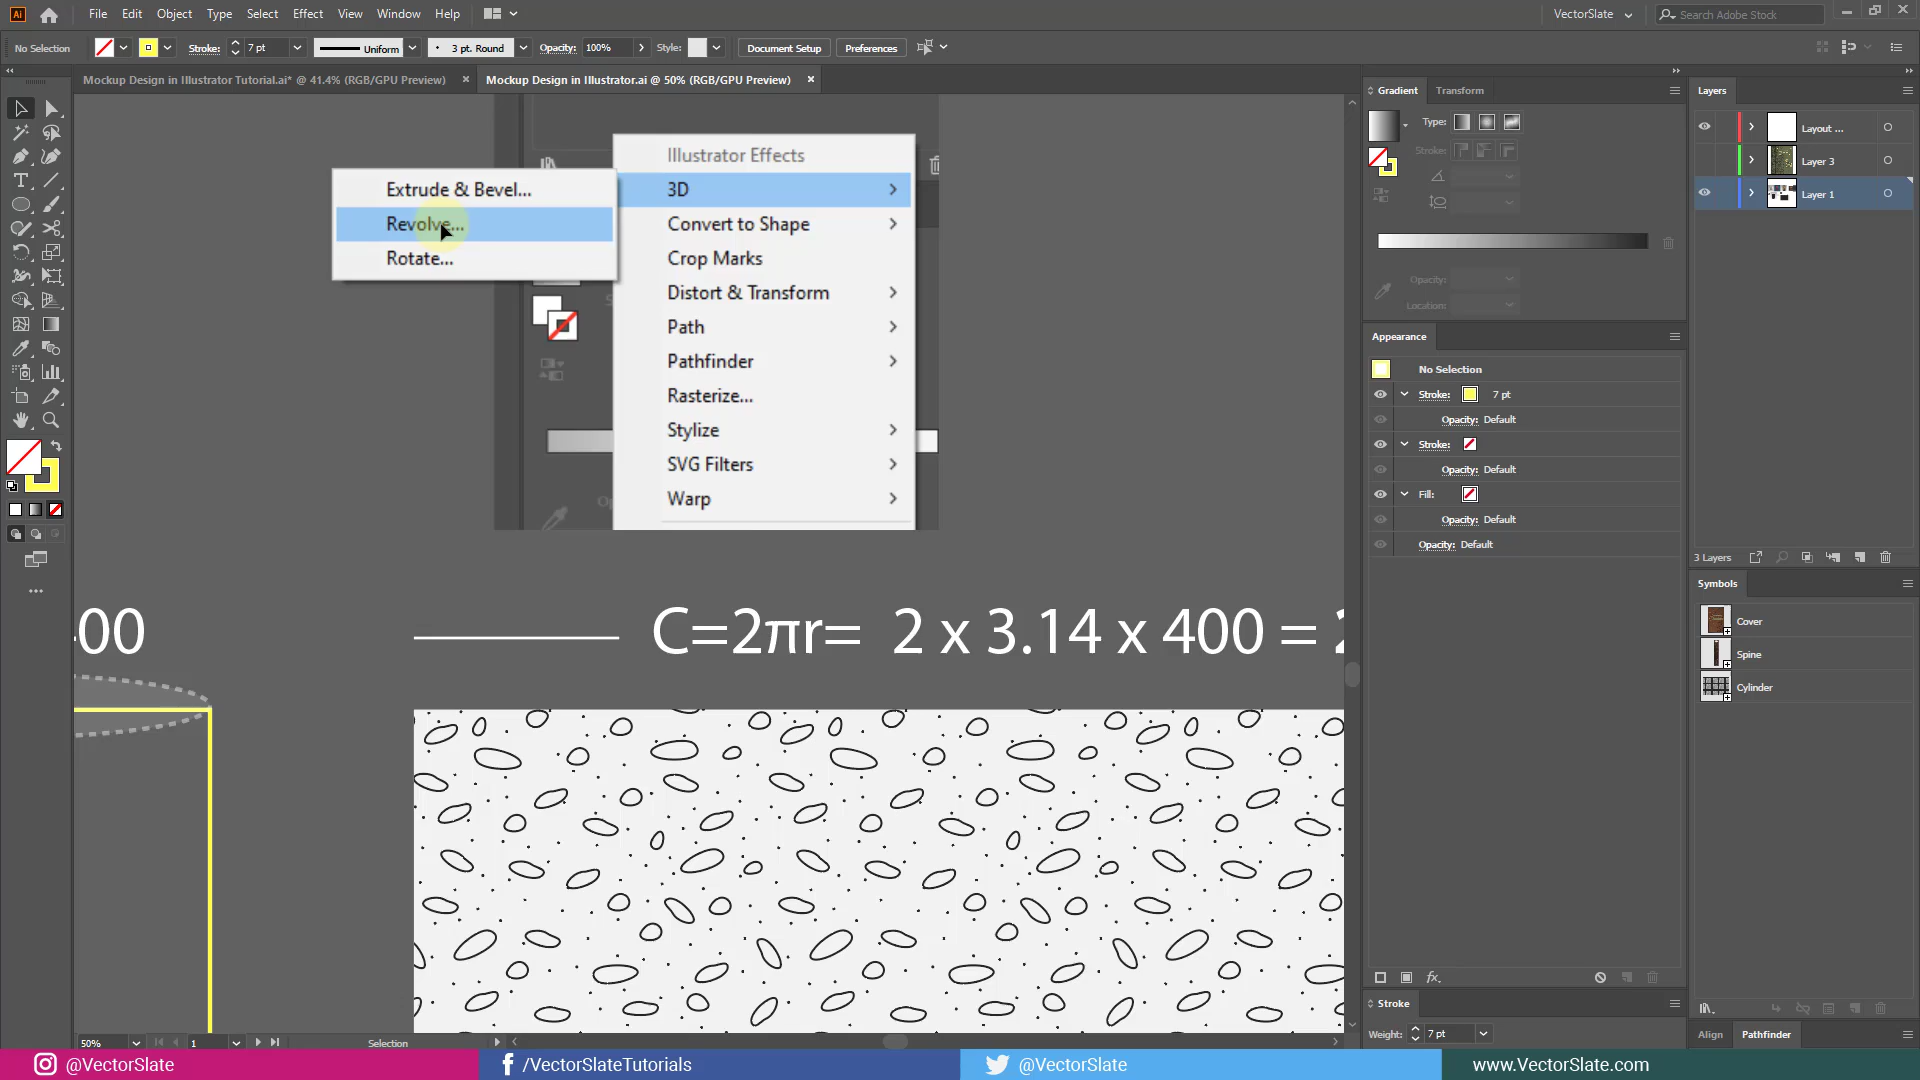 Ai File Edit Object Type Select Effect View Window Help VectorSlate Search Adobe Stock
No Selection Stroke: 7 pt Uniform 3 pt. Round Opacity: 100% Style: Document Setup Preferences
Mockup Design in Illustrator Tutorial.ai* @ 41.4% (RGB/GPU Preview) × Mockup Design in Illustrator.ai @ 50% (RGB/GPU Preview) ×
Illustrator Effects
3D
Convert to Shape
Crop Marks
Distort & Transform
Path
Pathfinder
Rasterize...
Stylize
SVG Filters
Warp
Extrude & Bevel...
Revolve...
Rotate...
400
C=2πr= 2 x 3.14 x 400 = 2
Gradient Transform
Type:
Stroke:
Opacity:
Location:
Appearance
No Selection
Stroke: 7 pt
Opacity: Default
Stroke:
Opacity: Default
Fill:
Opacity: Default
Opacity: Default
fx
Stroke
Weight: 7 pt
Layers
Layout ...
Layer 3
Layer 1
3 Layers
Symbols
Cover
Spine
Cylinder
Align Pathfinder
50% 1 Selection
@VectorSlate /VectorSlateTutorials @VectorSlate www.VectorSlate.com